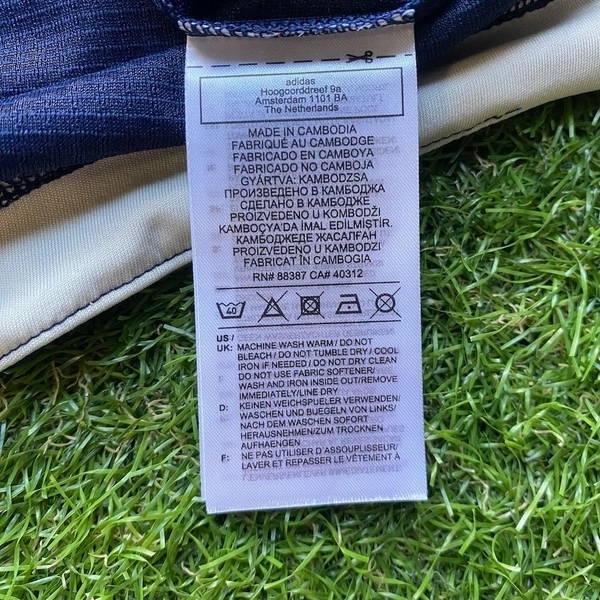 adidas
Hoogoorddreef 9a
Amsterdam 1101 BA
The Netherlands
MADE IN CAMBODIA
FABRIQUÉ AU CAMBODGE
FABRICADO EN CAMBOYA
FABRICADO NO CAMBOJA
GYÁRTVA: KAMBODZSA
ПРОИЗВЕДЕНО В КАМБОДЖА
СДЕЛАНО В КАМБОДЖЕ
PROIZVEDENO U KOMBODŽI
KAMBOÇYA'DA İMAL EDİLMİŞTİR.
КАМБОДЖЕДЕ ЖАСАЛҒАН
PROIZVEDENO U KAMBODZI
FABRICAT ÎN CAMBOGIA
RN# 88387 CA# 40312
40
US /
UK: MACHINE WASH WARM / DO NOT
BLEACH / DO NOT TUMBLE DRY / COOL
IRON IF NEEDED / DO NOT DRY CLEAN
DO NOT USE FABRIC SOFTENER/
WASH AND IRON INSIDE OUT/REMOVE
IMMEDIATELY/LINE DRY
D: KEINEN WEICHSPUELER VERWENDEN/
WASCHEN UND BUEGELN VON LINKS/
NACH DEM WASCHEN SOFORT
HERAUSNEHMEN/ZUM TROCKNEN
AUFHAENGEN
F: NE PAS UTILISER D'ASSOUPLISSEUR/
LAVER ET REPASSER LE VÊTEMENT À